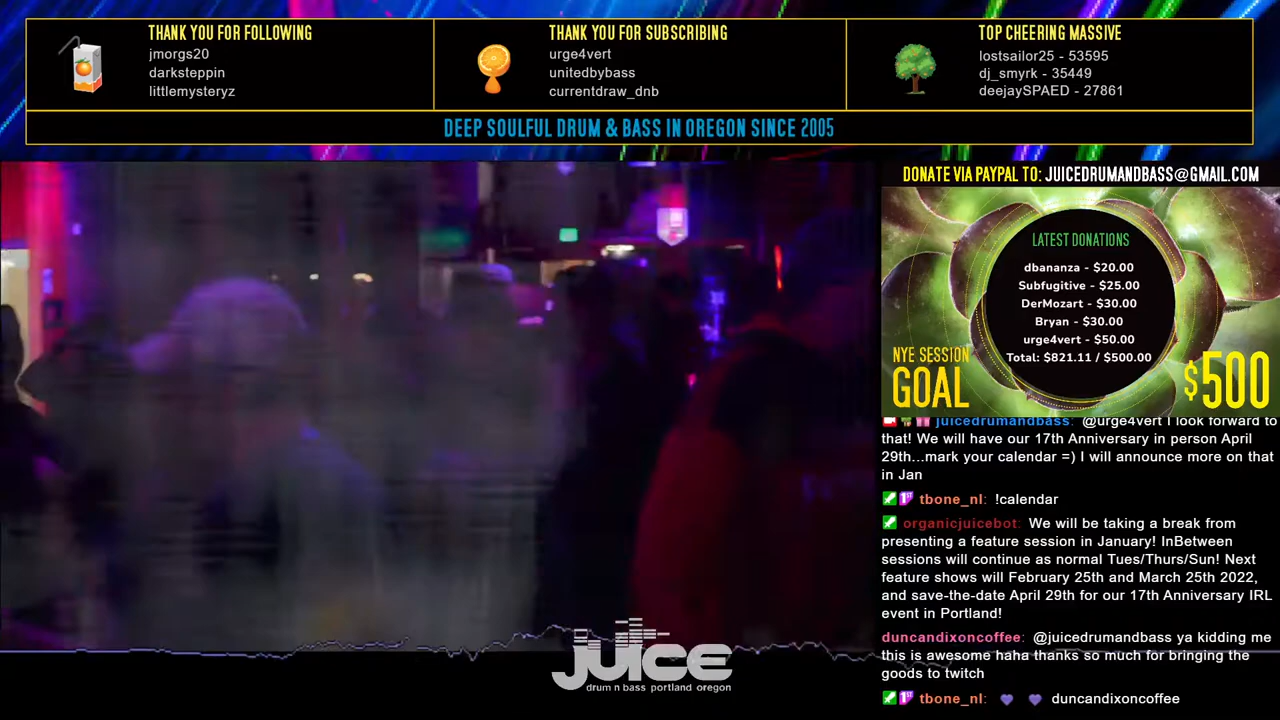 THANK YOU FOR FOLLOWING
jmorgs20
darksteppin
littlemysteryz
THANK YOU FOR SUBSCRIBING
urge4vert
unitedbybass
currentdraw_dnb
TOP CHEERING MASSIVE
lostsailor25 - 53595
dj_smyrk - 35449
deejaySPAED - 27861
DEEP SOULFUL DRUM & BASS IN OREGON SINCE 2005
DONATE VIA PAYPAL TO: JUICEDRUMANDBASS@GMAIL.COM
LATEST DONATIONS
dbananza - $20.00
Subfugitive - $25.00
DerMozart - $30.00
Bryan - $30.00
urge4vert - $50.00
Total: $821.11 / $500.00
NYE SESSION
GOAL
$500
juicedrumandbass: @urge4vert I look forward to
that! We will have our 17th Anniversary in person April
29th...mark your calendar =) I will announce more on that
in Jan
tbone_nl: !calendar
organicjuicebot: We will be taking a break from
presenting a feature session in January! InBetween
sessions will continue as normal Tues/Thurs/Sun! Next
feature shows will February 25th and March 25th 2022,
and save-the-date April 29th for our 17th Anniversary IRL
event in Portland!
duncandixoncoffee: @juicedrumandbass ya kidding me
this is awesome haha thanks so much for bringing the
goods to twitch
tbone_nl: duncandixoncoffee
JUICE
drum n bass portland oregon